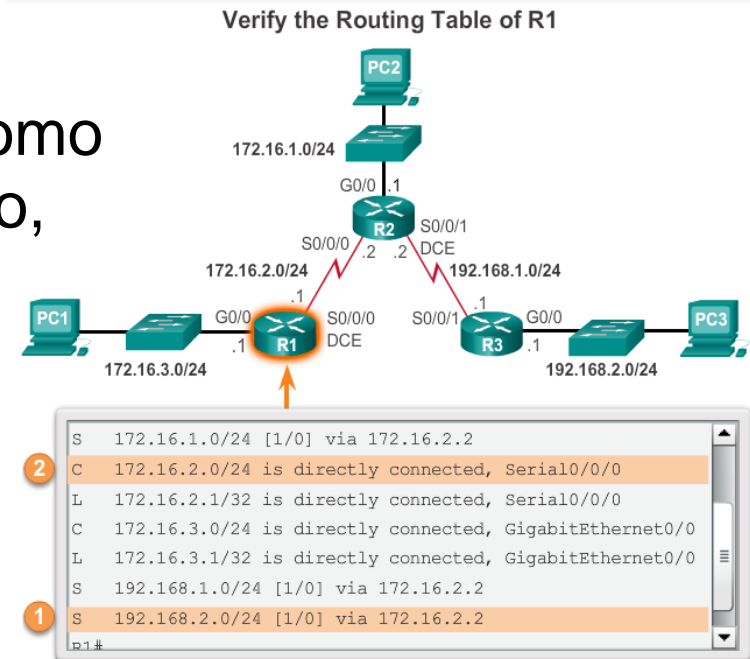 Verify the Routing Table of R1
omo
o,
PC2
172.16.1.0/24
G0/0 .1
R2
S0/0/1
DCE
S0/0/0
.2 .2
172.16.2.0/24
192.168.1.0/24
.1
.1
PC1
G0/0
S0/0/0
DCE
R1
.1
S0/0/1
G0/0
R3
.1
PC3
172.16.3.0/24
192.168.2.0/24
S 172.16.1.0/24 [1/0] via 172.16.2.2
2 C 172.16.2.0/24 is directly connected, Serial0/0/0
L 172.16.2.1/32 is directly connected, Serial0/0/0
C 172.16.3.0/24 is directly connected, GigabitEthernet0/0
L 172.16.3.1/32 is directly connected, GigabitEthernet0/0
S 192.168.1.0/24 [1/0] via 172.16.2.2
1 S 192.168.2.0/24 [1/0] via 172.16.2.2
R1#